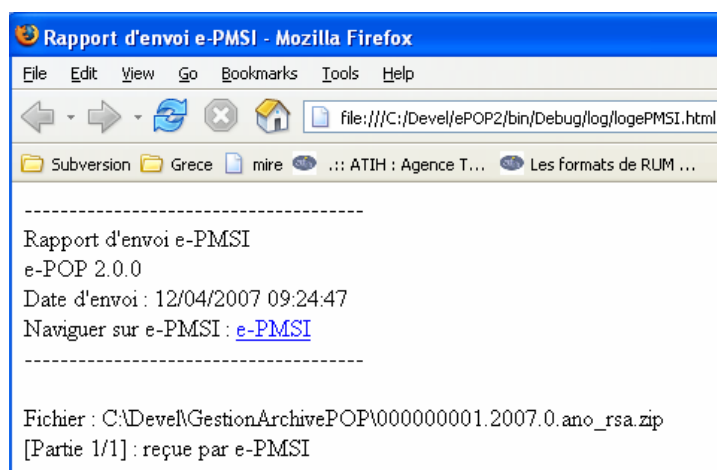 Rapport d'envoi e-PMSI - Mozilla Firefox
File Edit View Go Bookmarks Tools Help
file:///C:/Devel/ePOP2/bin/Debug/log/logePMSI.html
Subversion Grece mire .:: ATIH : Agence T... Les formats de RUM ...
------------------------------------
Rapport d'envoi e-PMSI
e-POP 2.0.0
Date d'envoi : 12/04/2007 09:24:47
Naviguer sur e-PMSI : e-PMSI
------------------------------------
Fichier : C:\Devel\GestionArchivePOP\000000001.2007.0.ano_rsa.zip
[Partie 1/1] : reçue par e-PMSI